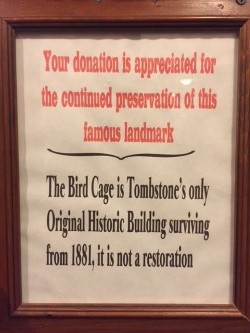 Your donation is appreciated for
the continued preservation of this
famous landmark
The Bird Cage is Tombstone's only
Original Historic Building surviving
from 1881, it is not a restoration